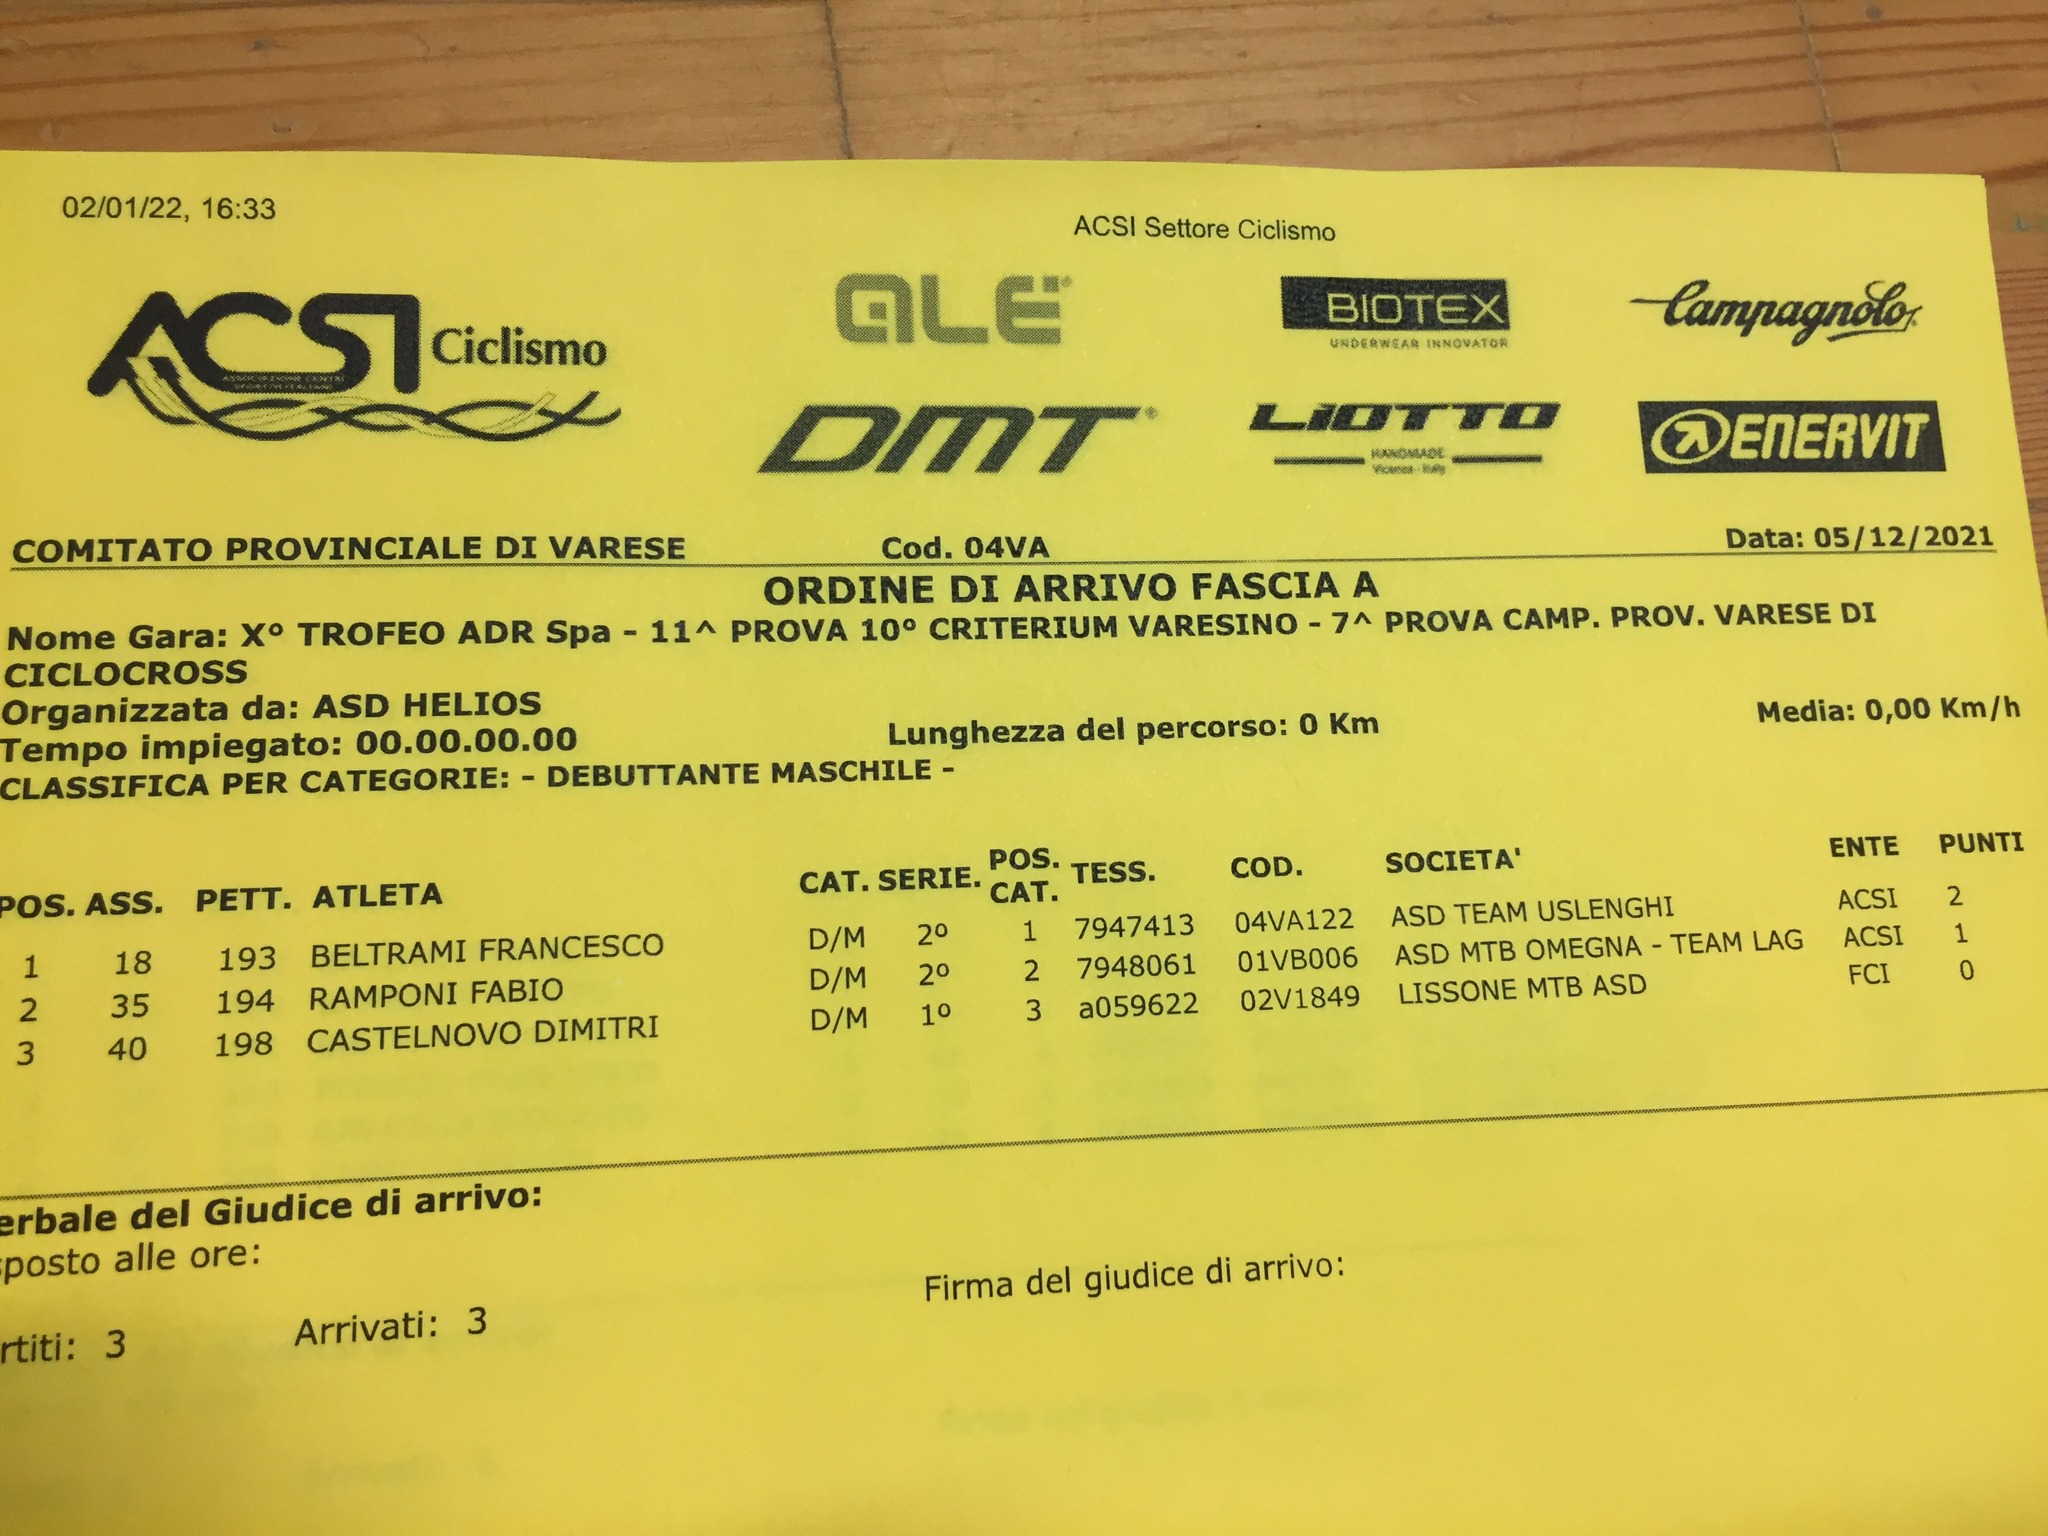 02/01/22, 16:33
ACSI Settore Ciclismo
ACSI Ciclismo
ALÉ
BIOTEX
UNDERWEAR INNOVATOR
Campagnolo
DMT
LIOTTO
HANDMADE
Vicenza - Italy
ENERVIT
COMITATO PROVINCIALE DI VARESE Cod. 04VA Data: 05/12/2021
ORDINE DI ARRIVO FASCIA A
Nome Gara: X° TROFEO ADR Spa - 11^ PROVA 10° CRITERIUM VARESINO - 7^ PROVA CAMP. PROV. VARESE DI
CICLOCROSS
Organizzata da: ASD HELIOS
Tempo impiegato: 00.00.00.00 Lunghezza del percorso: 0 Km Media: 0,00 Km/h
CLASSIFICA PER CATEGORIE: - DEBUTTANTE MASCHILE -
POS. ASS. PETT. ATLETA CAT. SERIE. POS. CAT. TESS. COD. SOCIETA' ENTE PUNTI
1 18 193 BELTRAMI FRANCESCO D/M 2º 1 7947413 04VA122 ASD TEAM USLENGHI ACSI 2
2 35 194 RAMPONI FABIO D/M 2º 2 7948061 01VB006 ASD MTB OMEGNA - TEAM LAG ACSI 1
3 40 198 CASTELNOVO DIMITRI D/M 1º 3 a059622 02V1849 LISSONE MTB ASD FCI 0
erbale del Giudice di arrivo:
sposto alle ore:
Firma del giudice di arrivo:
rtiti: 3 Arrivati: 3